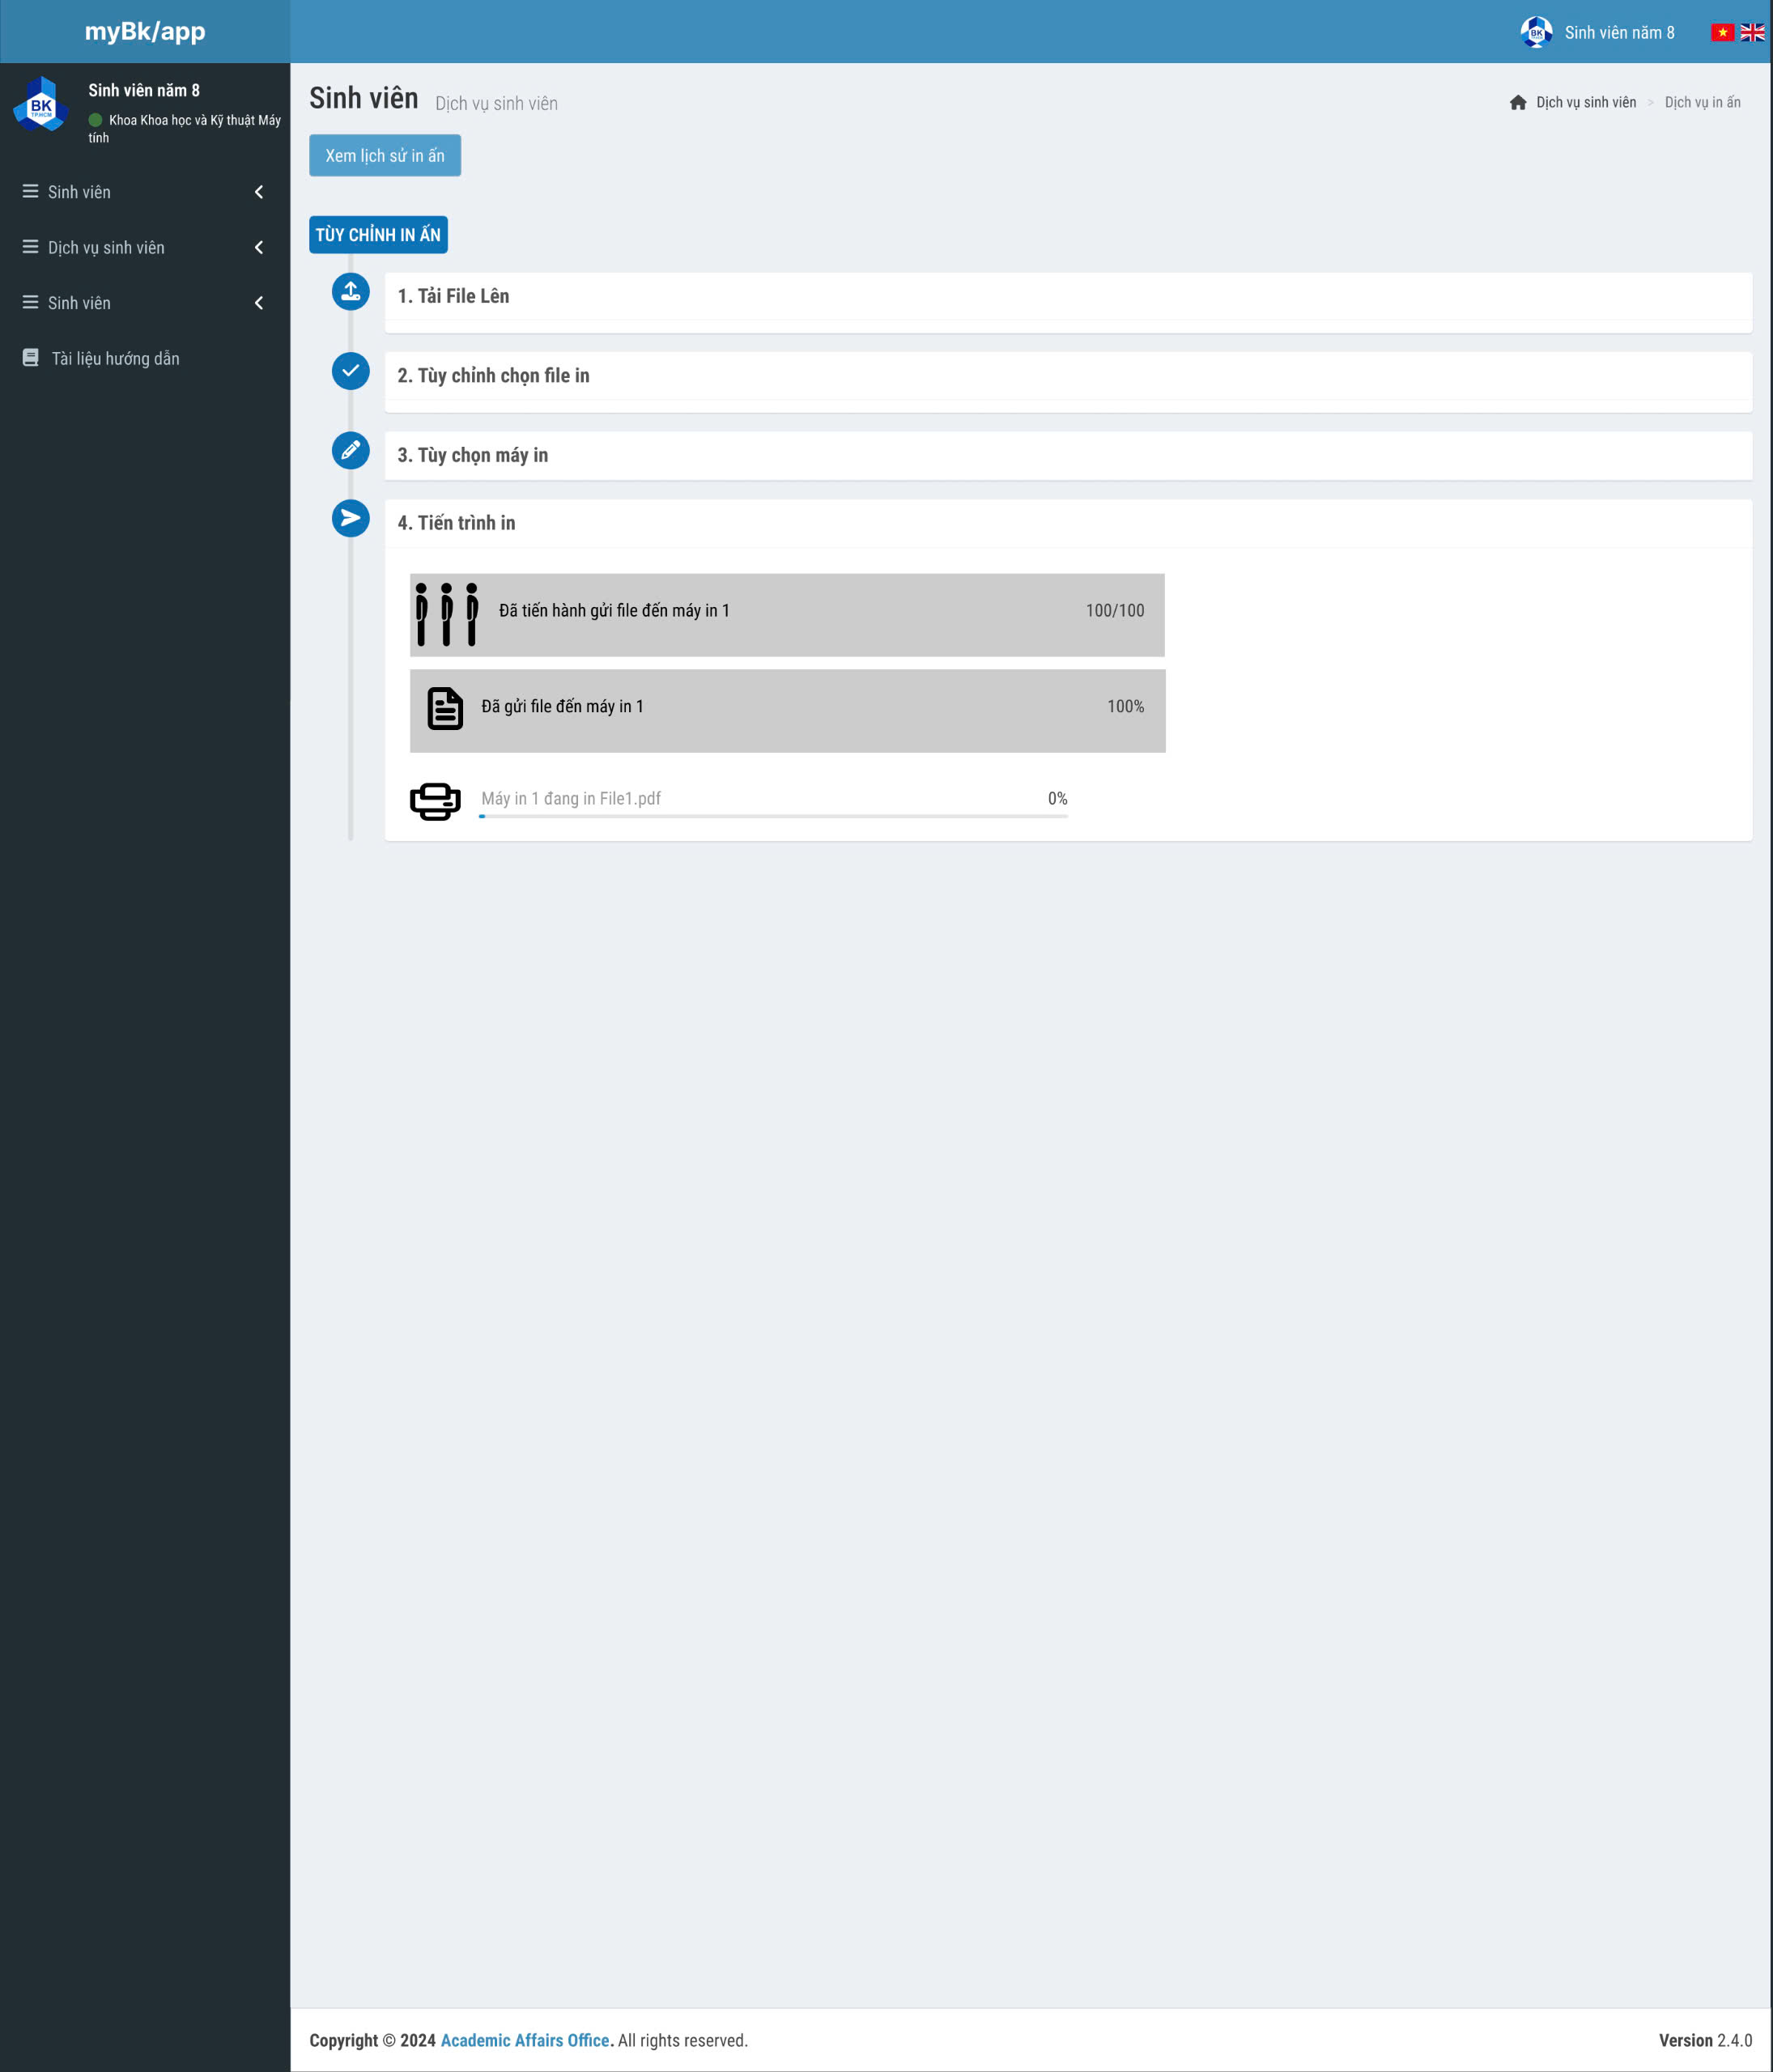 myBk/app
Sinh viên năm 8
BK
TP.HCM
Sinh viên năm 8
Khoa Khoa học và Kỹ thuật Máy
tính
Sinh viên
Dịch vụ sinh viên
Sinh viên
Tài liệu hướng dẫn
Sinh viên Dịch vụ sinh viên
Dịch vụ sinh viên > Dịch vụ in ấn
Xem lịch sử in ấn
TÙY CHỈNH IN ẤN
1. Tải File Lên
2. Tùy chỉnh chọn file in
3. Tùy chọn máy in
4. Tiến trình in
Đã tiến hành gửi file đến máy in 1 100/100
Đã gửi file đến máy in 1 100%
Máy in 1 đang in File1.pdf 0%
Copyright © 2024 Academic Affairs Office. All rights reserved.
Version 2.4.0